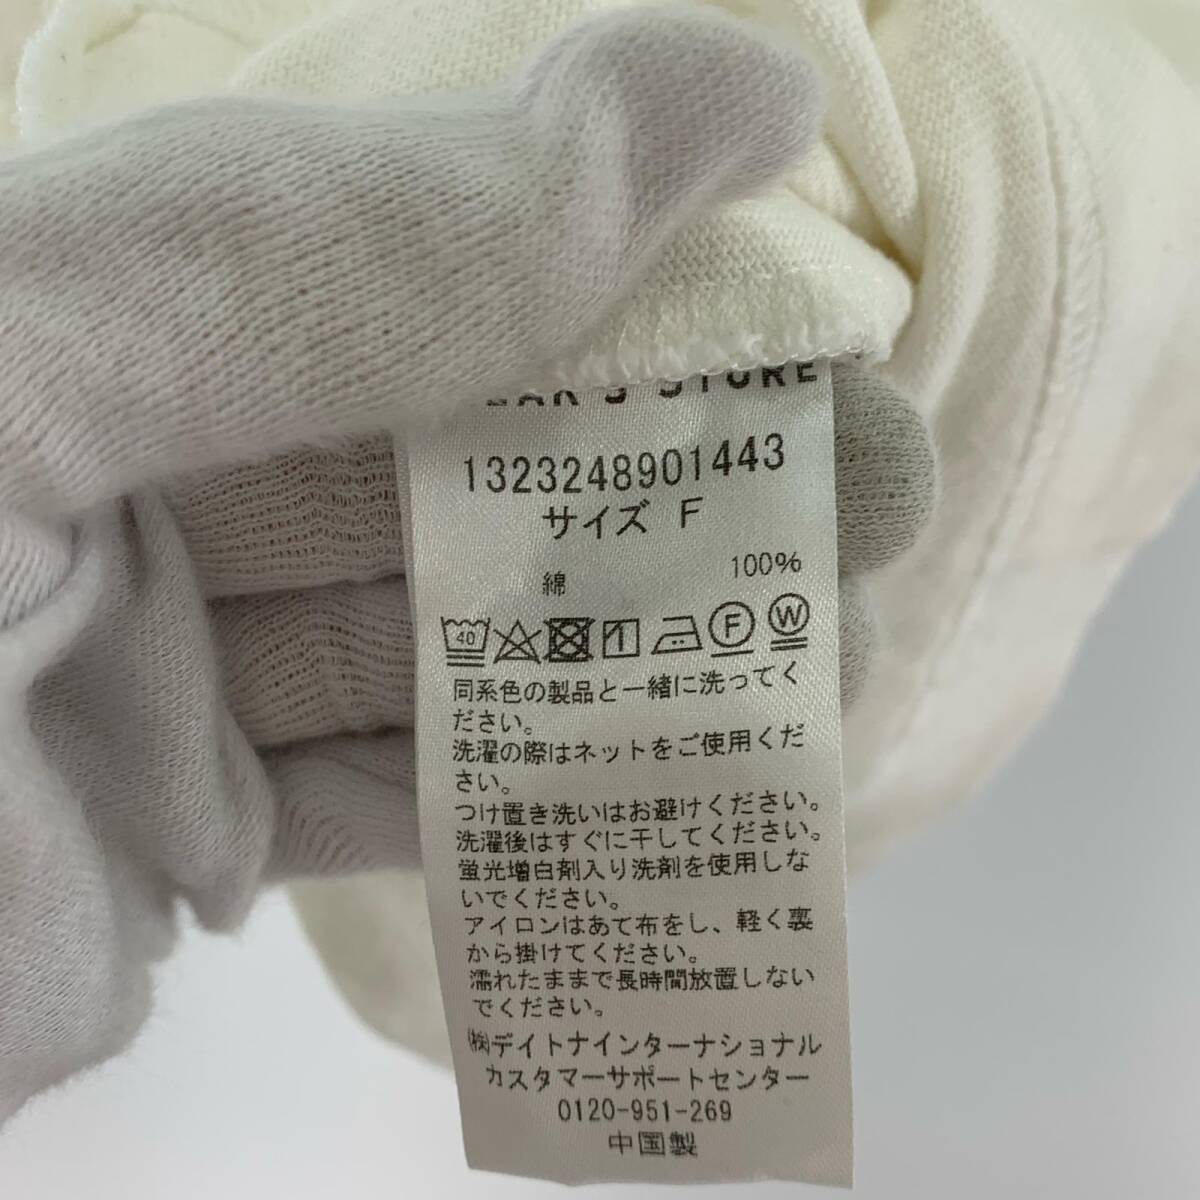 STORE
1323248901443
サイズ F
綿 100%
40 F W
同系色の製品と一緒に洗ってく
ださい。
洗濯の際はネットをご使用くだ
さい。
つけ置き洗いはお避けください。
洗濯後はすぐに干してください。
蛍光増白剤入り洗剤を使用しな
いでください。
アイロンはあて布をし、軽く裏
から掛けてください。
濡れたままで長時間放置しない
でください。
㈱デイトナインターナショナル
カスタマーサポートセンター
0120-951-269
中国製